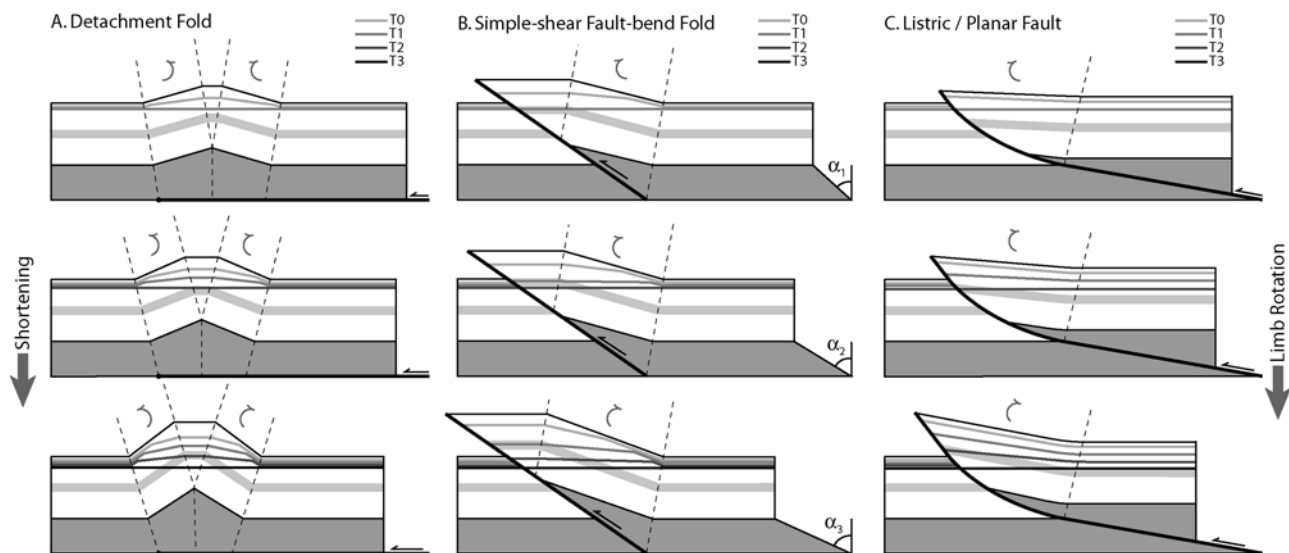 A. Detachment Fold
T0
T1
T2
T3
B. Simple-shear Fault-bend Fold
T0
T1
T2
T3
C. Listric / Planar Fault
T0
T1
T2
T3
α1
α2
α3
Shortening
Limb Rotation